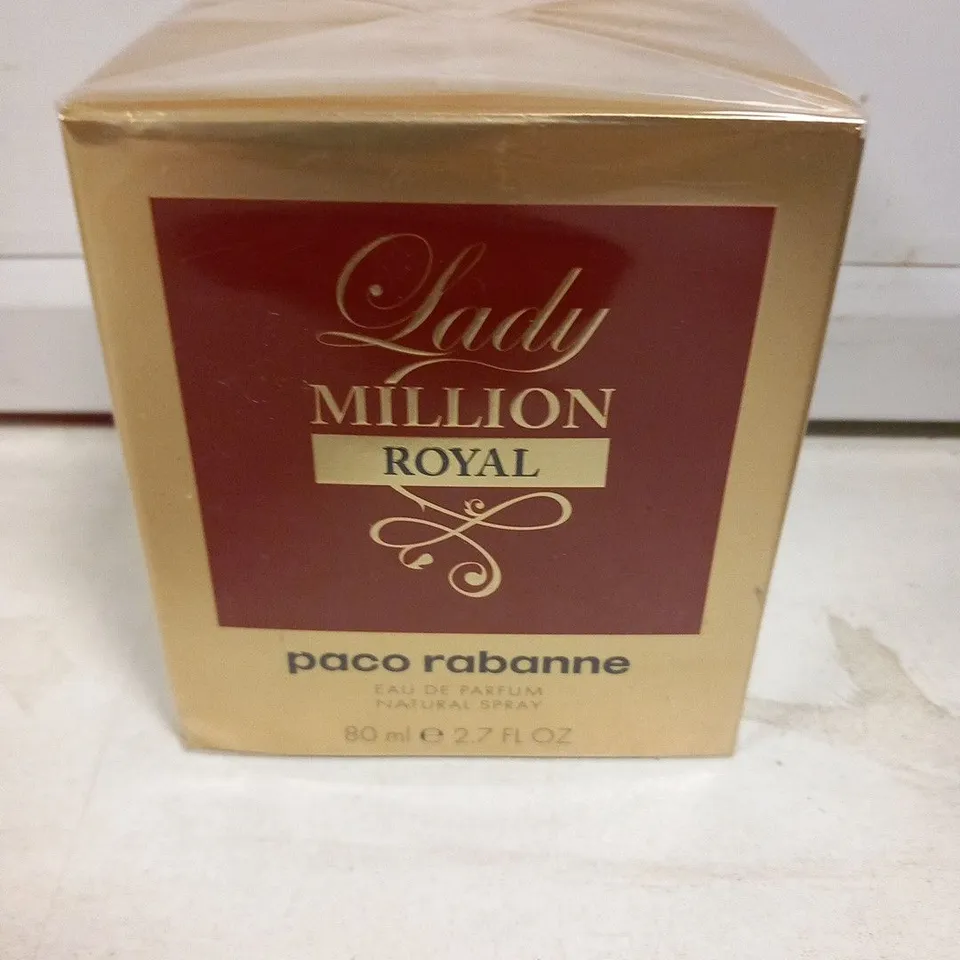 Lady
MILLION
ROYAL
paco rabanne
EAU DE PARFUM
NATURAL SPRAY
80 ml ℮ 2.7 FL OZ